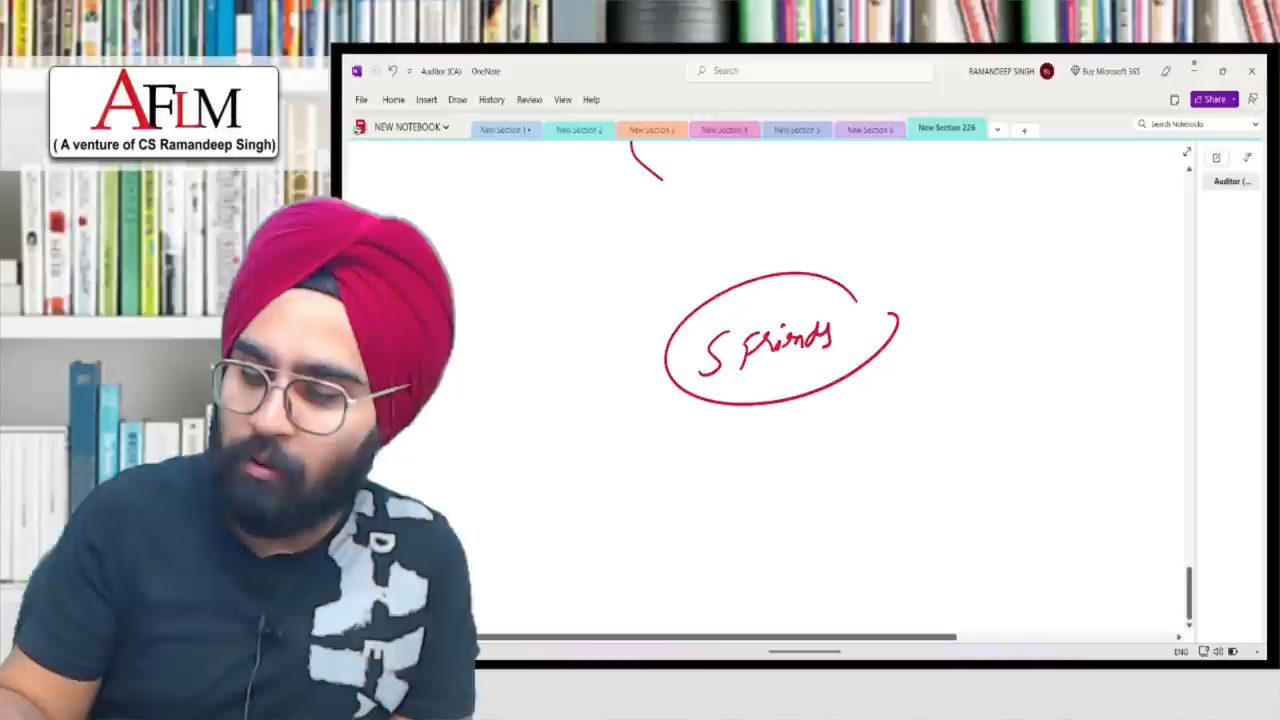 AFLM
( A venture of CS Ramandeep Singh)
Auditor (CA) OneNote
Search
RAMANDEEP SINGH
Buy Microsoft 365
File Home Insert Draw History Review View Help
Share
NEW NOTEBOOK
New Section 1
New Section 2
New Section 3
New Section 4
New Section 5
New Section 6
New Section 226
+
Search Notebooks
Auditor (...
5 Friends
D
ENG